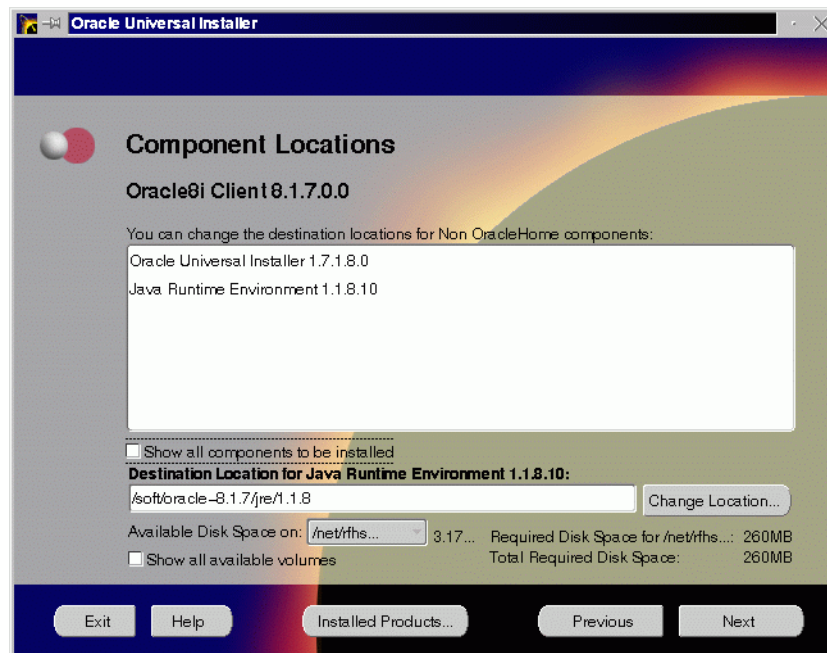 Oracle Universal Installer
Component Locations
Oracle8i Client 8.1.7.0.0
You can change the destination locations for Non OracleHome components:
Oracle Universal Installer 1.7.1.8.0
Java Runtime Environment 1.1.8.10
Show all components to be installed
Destination Location for Java Runtime Environment 1.1.8.10:
/soft/oracle-8.1.7/jre/1.1.8 Change Location...
Available Disk Space on: /net/rfhs... 3.17... Required Disk Space for /net/rfhs...: 260MB
Show all available volumes Total Required Disk Space: 260MB
Exit Help Installed Products... Previous Next